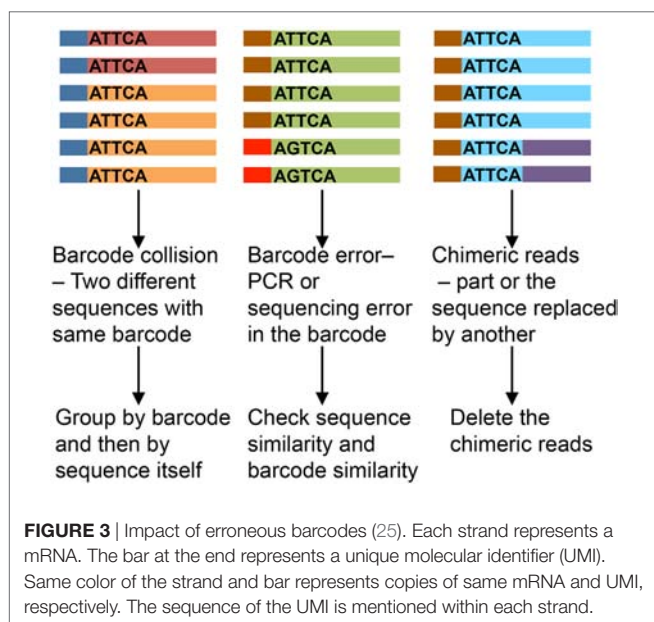 ATTCA ATTCA ATTCA
ATTCA ATTCA ATTCA
ATTCA ATTCA ATTCA
ATTCA ATTCA ATTCA
ATTCA AGTCA ATTCA
ATTCA AGTCA ATTCA
Barcode collision
– Two different
sequences with
same barcode
Barcode error–
PCR or
sequencing error
in the barcode
Chimeric reads
– part or the
sequence replaced
by another
Group by barcode
and then by
sequence itself
Check sequence
similarity and
barcode similarity
Delete the
chimeric reads
FIGURE 3 | Impact of erroneous barcodes (25). Each strand represents a
mRNA. The bar at the end represents a unique molecular identifier (UMI).
Same color of the strand and bar represents copies of same mRNA and UMI,
respectively. The sequence of the UMI is mentioned within each strand.